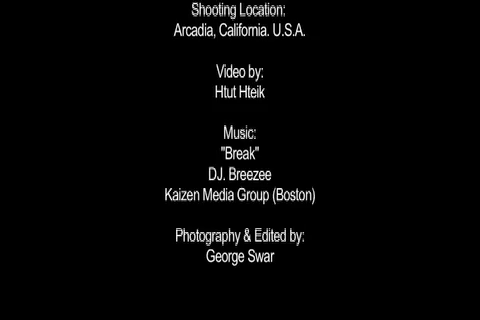 Shooting Location:
Arcadia, California. U.S.A.
Video by:
Htut Hteik
Music:
"Break"
DJ. Breezee
Kaizen Media Group (Boston)
Photography & Edited by:
George Swar